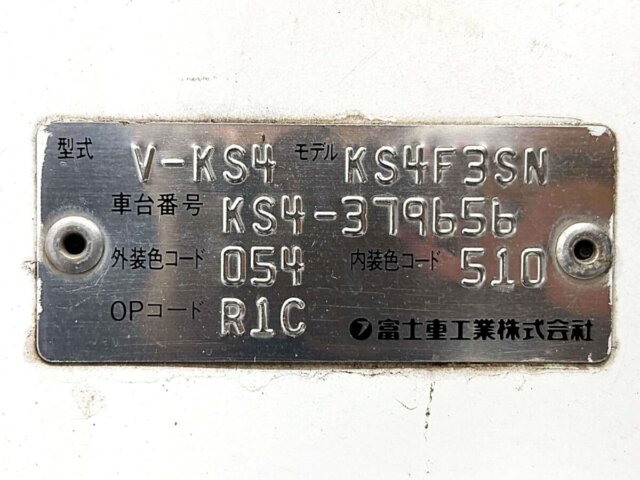 型式 V-KS4 モデル KS4F3SN
車台番号 KS4-379656
外装色コード 054 内装色コード 510
OPコード R1C 富士重工業株式会社